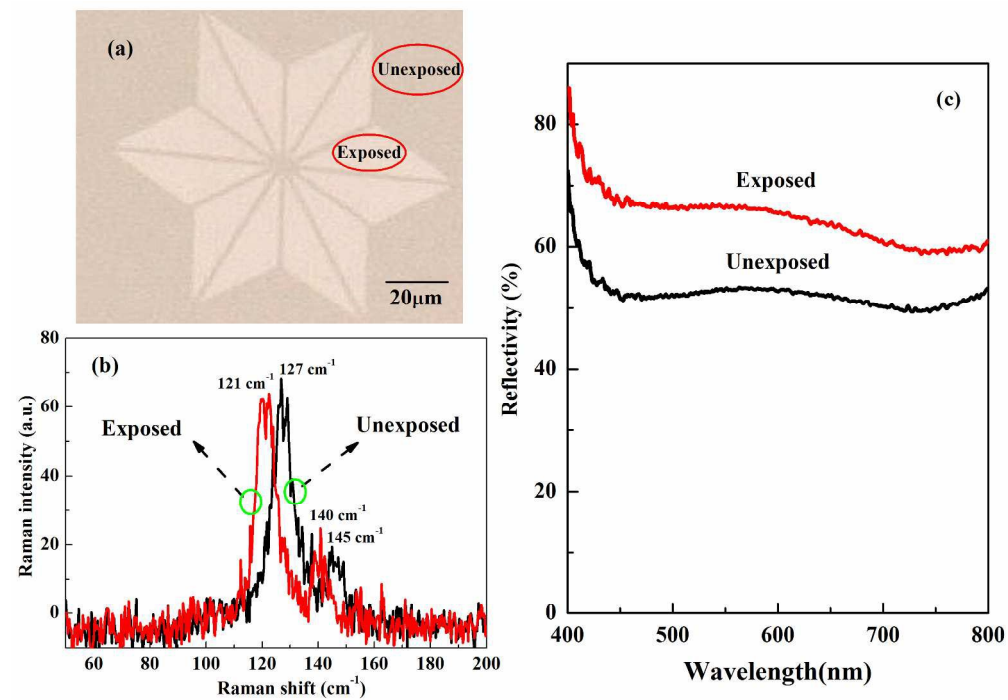 (a)
Unexposed
Exposed
20μm
(b)
121 cm⁻¹
127 cm⁻¹
Exposed
Unexposed
140 cm⁻¹
145 cm⁻¹
80
60
40
20
0
Raman intensity (a.u.)
60 80 100 120 140 160 180 200
Raman shift (cm⁻¹)
(c)
Exposed
Unexposed
80
60
40
20
0
Reflectivity (%)
400 500 600 700 800
Wavelength(nm)